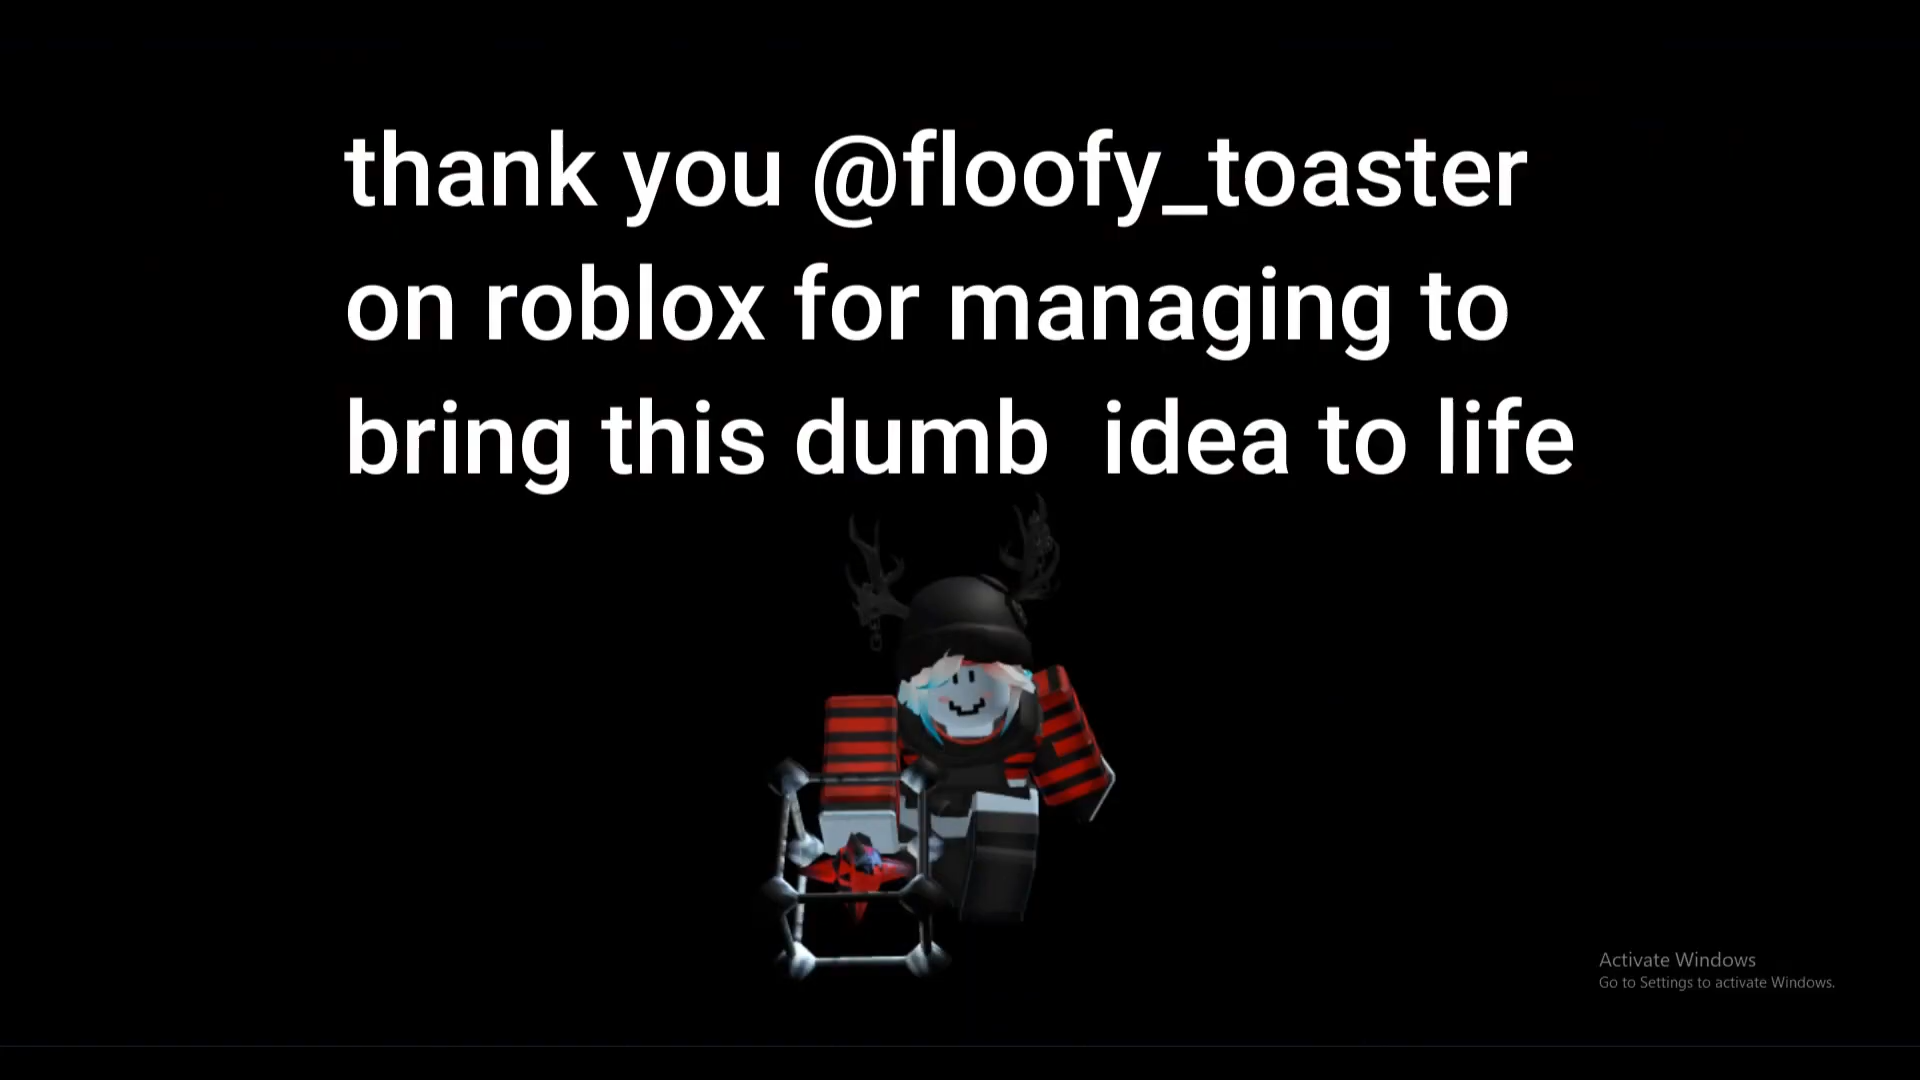 thank you @floofy_toaster
on roblox for managing to
bring this dumb  idea to life
Activate Windows
Go to Settings to activate Windows.